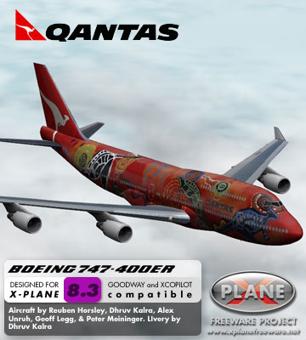 QANTAS
BOEING 747-400ER
DESIGNED FOR
X-PLANE
8.3
GOODWAY and XCOPILOT
compatible
Aircraft by Reuben Horsley, Dhruv Kalra, Alex
Unruh, Geoff Legg, & Peter Meininger. Livery by
Dhruv Kalra
X
PLANE
FREEWARE PROJECT
www.xplanefreeware.net